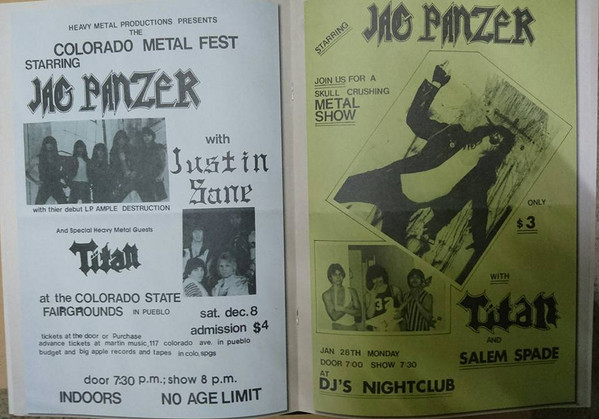 HEAVY METAL PRODUCTIONS PRESENTS
THE
COLORADO METAL FEST
STARRING
JAG PANZER
with
Justin
Sane
with thier debut LP AMPLE DESTRUCTION
And Special Heavy Metal Guests
Titan
at the COLORADO STATE
FAIRGROUNDS IN PUEBLO
sat. dec. 8
admission $4
tickets at the door or Purchase
advance tickets at martin music,117 colorado ave. in pueblo
budget and big apple records and tapes in colo, spgs
door 7:30 p.m.; show 8 p.m.
INDOORS NO AGE LIMIT
STARRING
JAG PANZER
JOIN US FOR A
SKULL CRUSHING
METAL
SHOW
ONLY
$3
33
WITH
Titan
AND
SALEM SPADE
JAN 28TH MONDAY
DOOR 7:00 SHOW 7:30
AT
DJ'S NIGHTCLUB